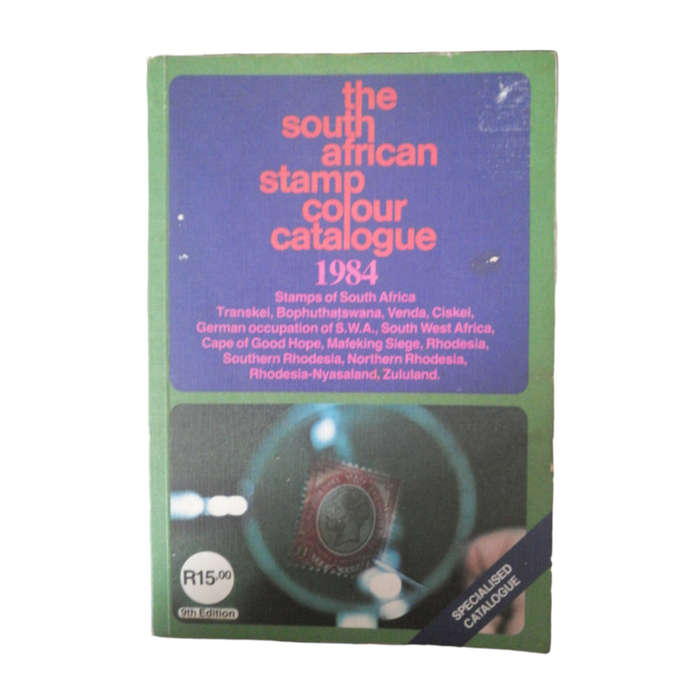 the
south
african
stamp
colour
catalogue
1984
Stamps of South Africa
Transkei, Bophuthatswana, Venda, Ciskei,
German occupation of S.W.A., South West Africa,
Cape of Good Hope, Mafeking Siege, Rhodesia,
Southern Rhodesia, Northern Rhodesia,
Rhodesia-Nyasaland, Zululand.
R15.00
9th Edition
SPECIALISED
CATALOGUE